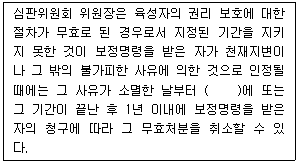 심판위원회 위원장은 육성자의 권리 보호에 대한
절차가 무효로 된 경우로서 지정된 기간을 지키
지 못한 것이 보정명령을 받은 자가 천재지변이
나 그 밖의 불가피한 사유에 의한 것으로 인정될
때에는 그 사유가 소멸한 날부터 (    )에 또는
그 기간이 끝난 후 1년 이내에 보정명령을 받은
자의 청구에 따라 그 무효처분을 취소할 수 있
다.